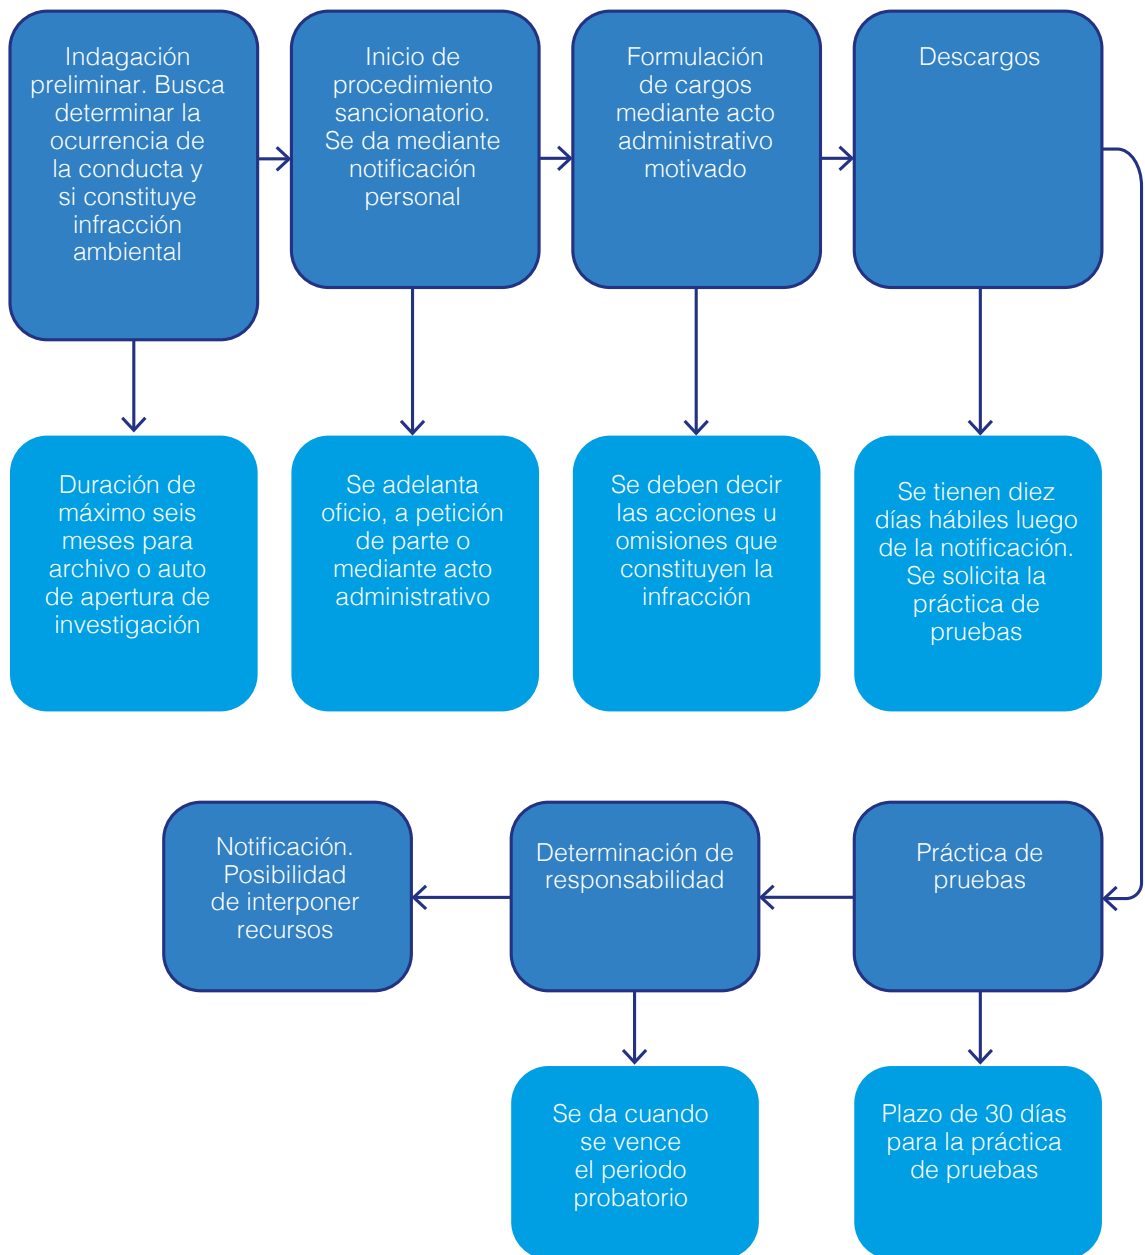 Indagación
preliminar. Busca
determinar la
ocurrencia de
la conducta y
si constituye
infracción
ambiental
Inicio de
procedimiento
sancionatorio.
Se da mediante
notificación
personal
Formulación
de cargos
mediante acto
administrativo
motivado
Descargos
Duración de
máximo seis
meses para
archivo o auto
de apertura de
investigación
Se adelanta
oficio, a petición
de parte o
mediante acto
administrativo
Se deben decir
las acciones u
omisiones que
constituyen la
infracción
Se tienen diez
días hábiles luego
de la notificación.
Se solicita la
práctica de
pruebas
Notificación.
Posibilidad
de interponer
recursos
Determinación de
responsabilidad
Práctica de
pruebas
Se da cuando
se vence
el periodo
probatorio
Plazo de 30 días
para la práctica
de pruebas